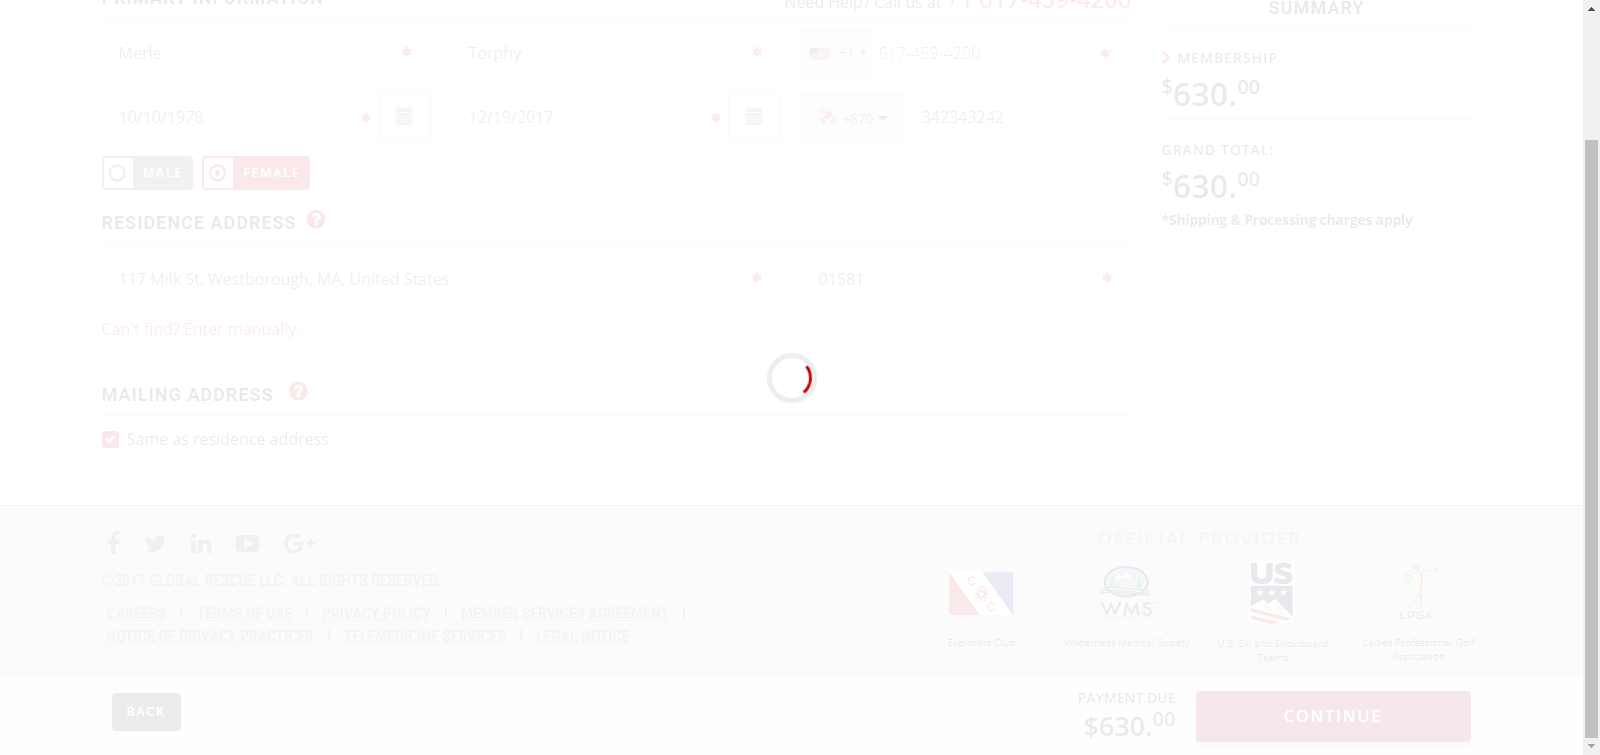 PRIMARY INFORMATION
Need Help? Call us at +1 617-459-4200
Merle *
Torphy *
+1 617-459-4200 *
10/10/1978 *
12/19/2017 *
+870 342343242
MALE FEMALE
RESIDENCE ADDRESS ?
117 Milk St, Westborough, MA, United States *
01581 *
Can't find? Enter manually.
MAILING ADDRESS ?
Same as residence address
SUMMARY
MEMBERSHIP
$630.00
GRAND TOTAL:
$630.00
*Shipping & Processing charges apply
©2017 GLOBAL RESCUE LLC. ALL RIGHTS RESERVED.
CAREERS | TERMS OF USE | PRIVACY POLICY | MEMBER SERVICES AGREEMENT |
NOTICE OF PRIVACY PRACTICES | TELEMEDICINE SERVICES | LEGAL NOTICE
OFFICIAL PROVIDER
E C
WMS
US
LPGA
Explorers Club
Wilderness Medical Society
U.S. Ski and Snowboard
Teams
Ladies Professional Golf
Association
BACK
PAYMENT DUE
$630.00
CONTINUE